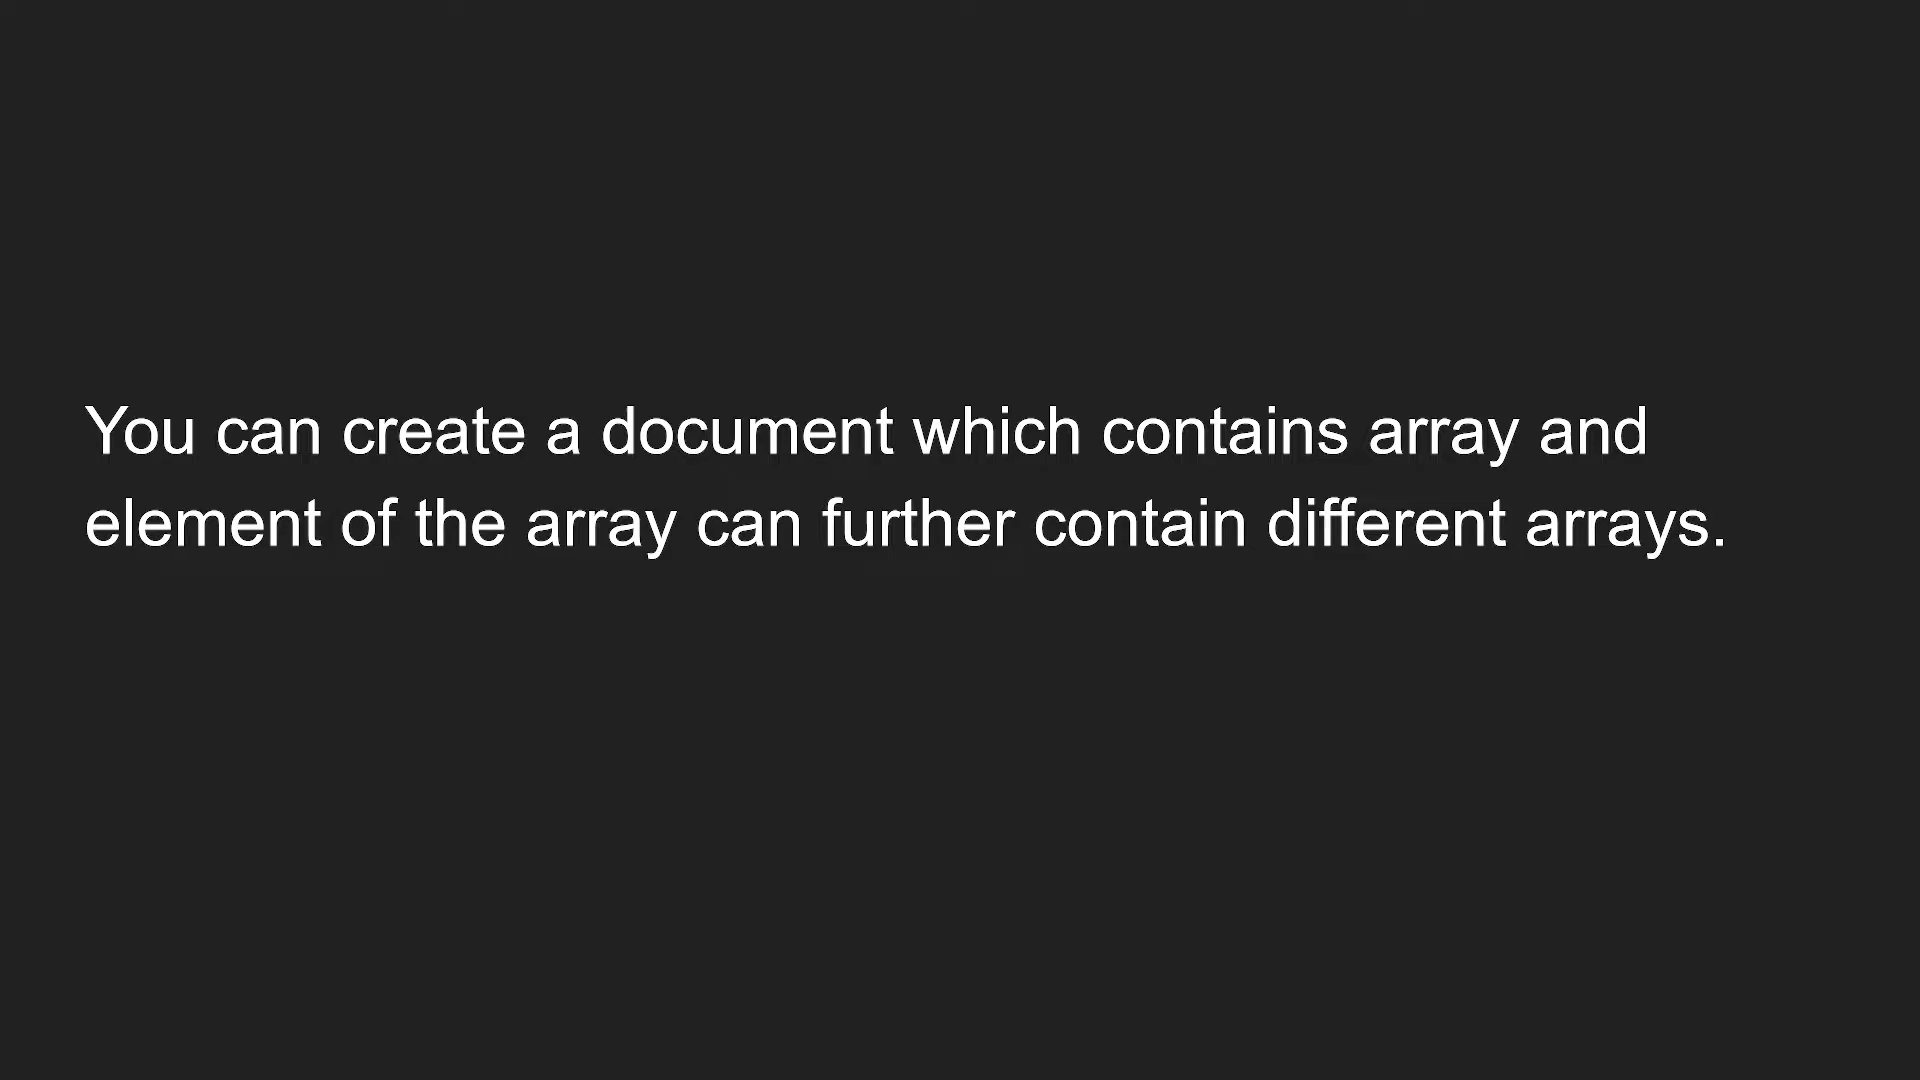 You can create a document which contains array and
element of the array can further contain different arrays.